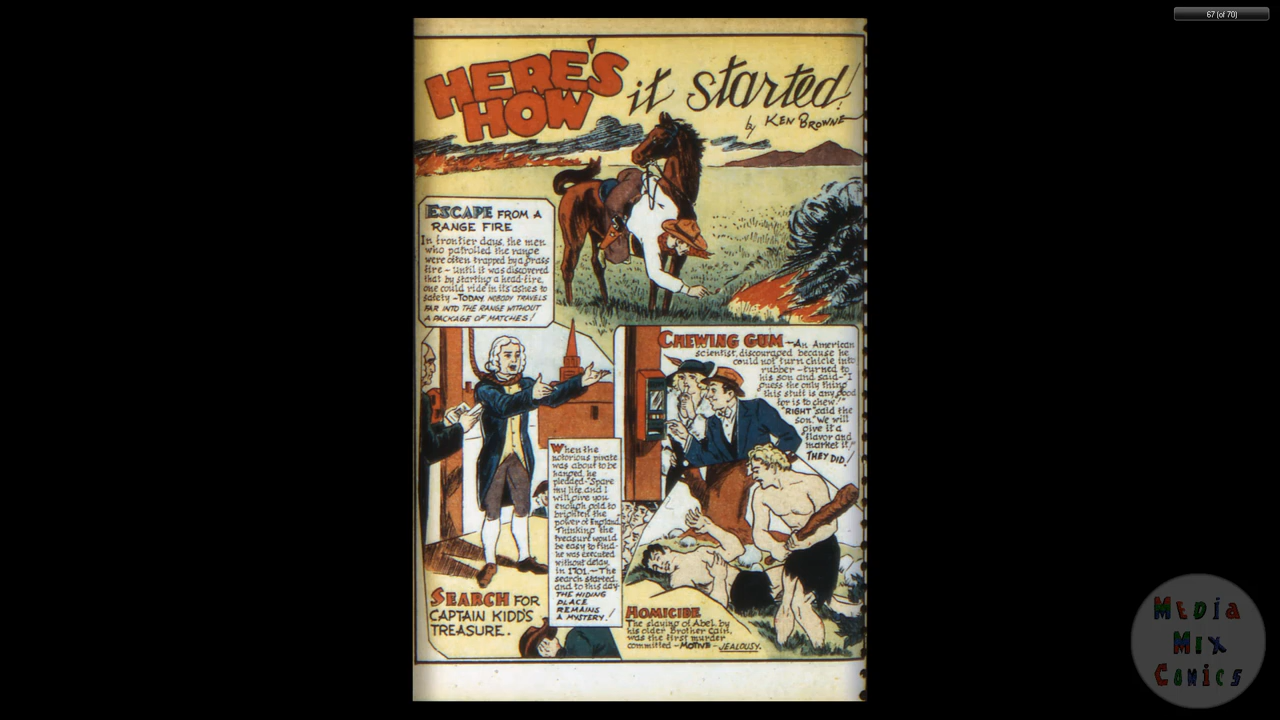 67 (of 70)
HERE'S
HOW
it started!
by KEN BROWNE
ESCAPE FROM A
RANGE FIRE
In frontier days, the men
who patrolled the range
were often trapped by a grass
fire - until it was discovered
that by starting a head-fire,
one could ride in its ashes to
safety - TODAY NOBODY TRAVELS
FAR INTO THE RANGE WITHOUT
A PACKAGE OF MATCHES!
CHEWING GUM - An American
scientist, discouraged because he
could not turn chicle into
rubber - turned to
his son and said - "I
guess the only thing
this stuff is any good
for is to chew!"
"RIGHT" said the
son. "We will
give it a
flavor and
market it!"
THEY DID!
When the
notorious pirate
was about to be
hanged, he
pleaded - "Spare
my life and I
will give you
enough gold to
brighten the
power of England.
Thinking the
treasure would
be easy to find -
he was executed
without delay
in 1701. - The
search started
and to this day
THE HIDING
PLACE
REMAINS
A MYSTERY!
SEARCH FOR
CAPTAIN KIDD'S
TREASURE.
HOMICIDE
The slaying of Abel by
his older Brother Cain,
was the first murder
committed - MOTIVE - JEALOUSY.
MEDiA
MiX
COMiCS